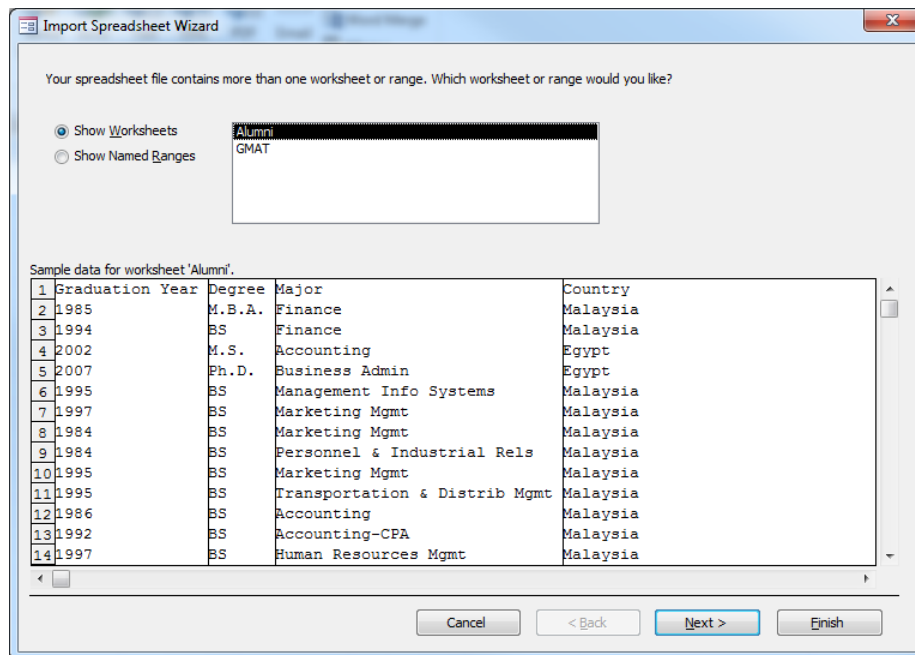 Import Spreadsheet Wizard
Your spreadsheet file contains more than one worksheet or range. Which worksheet or range would you like?
Show Worksheets
Show Named Ranges
Alumni
GMAT
Sample data for worksheet 'Alumni'.
1 Graduation Year Degree Major Country
2 1985 M.B.A. Finance Malaysia
3 1994 BS Finance Malaysia
4 2002 M.S. Accounting Egypt
5 2007 Ph.D. Business Admin Egypt
6 1995 BS Management Info Systems Malaysia
7 1997 BS Marketing Mgmt Malaysia
8 1984 BS Marketing Mgmt Malaysia
9 1984 BS Personnel & Industrial Rels Malaysia
10 1995 BS Marketing Mgmt Malaysia
11 1995 BS Transportation & Distrib Mgmt Malaysia
12 1986 BS Accounting Malaysia
13 1992 BS Accounting-CPA Malaysia
14 1997 BS Human Resources Mgmt Malaysia
Cancel < Back Next > Finish